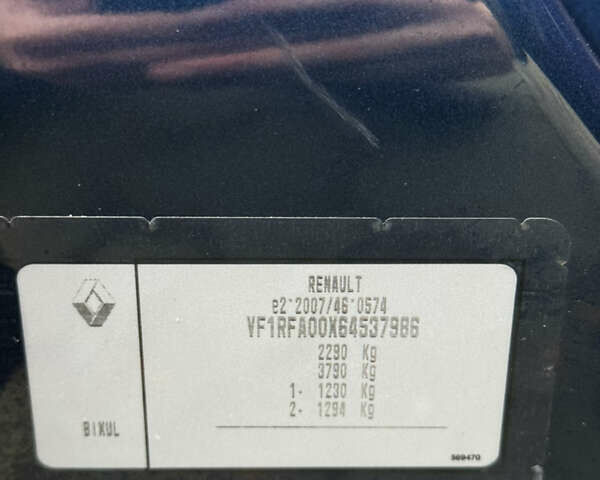 RENAULT
e2*2007/46*0574
VF1RFA00X64537986
2290 Kg
3790 Kg
1- 1230 Kg
2- 1294 Kg
BIXUL